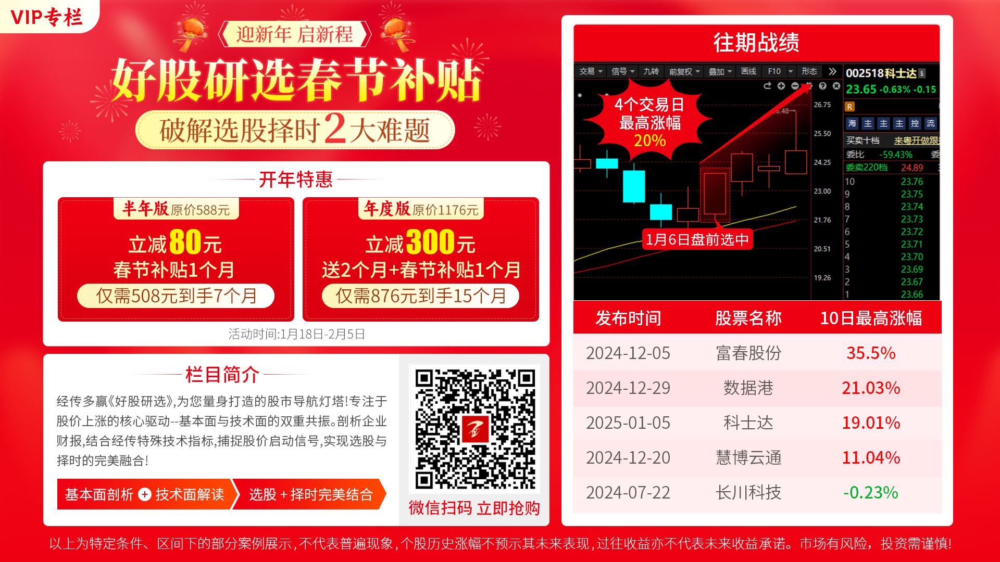 VIP专栏
迎新年 启新程
好股研选春节补贴
破解选股择时2大难题
开年特惠
半年版 原价588元
立减80元
春节补贴1个月
仅需508元到手7个月
年度版 原价1176元
立减300元
送2个月+春节补贴1个月
仅需876元到手15个月
活动时间:1月18日-2月5日
栏目简介
经传多赢《好股研选》,为您量身打造的股市导航灯塔!专注于
股价上涨的核心驱动--基本面与技术面的双重共振。剖析企业
财报,结合经传特殊技术指标,捕捉股价启动信号,实现选股与
择时的完美融合!
基本面剖析 + 技术面解读
选股 + 择时完美结合
微信扫码 立即抢购
往期战绩
交易 信号 九转 前复权 叠加 画线 F10 形态
002518科士达
23.65 -0.63% -0.15
R
海 主 主 主 控 流
买卖十档 来粤开做跟
委比 -59.43% 委
委卖220档 24.89
10 23.76
9 23.75
8 23.74
7 23.73
6 23.72
5 23.71
4 23.70
3 23.69
2 23.67
1 23.66
4个交易日
最高涨幅
20%
26.75
25.50
24.25
23.00
21.76
20.51
19.26
1月6日盘前选中
发布时间 股票名称 10日最高涨幅
2024-12-05 富春股份 35.5%
2024-12-29 数据港 21.03%
2025-01-05 科士达 19.01%
2024-12-20 慧博云通 11.04%
2024-07-22 长川科技 -0.23%
以上为特定条件、区间下的部分案例展示,不代表普遍现象,个股历史涨幅不预示其未来表现,过往收益亦不代表未来收益承诺。市场有风险，投资需谨慎!